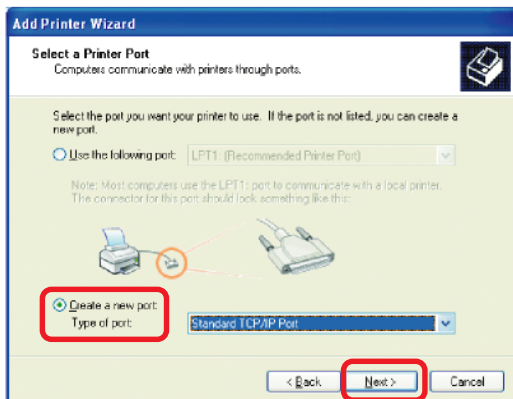 Add Printer Wizard
Select a Printer Port
Computers communicate with printers through ports.
Select the port you want your printer to use. If the port is not listed, you can create a
new port.
Use the following port: LPT1: (Recommended Printer Port)
Note: Most computers use the LPT1: port to communicate with a local printer.
The connector for this port should look something like this:
Create a new port:
Type of port: Standard TCP/IP Port
< Back Next > Cancel